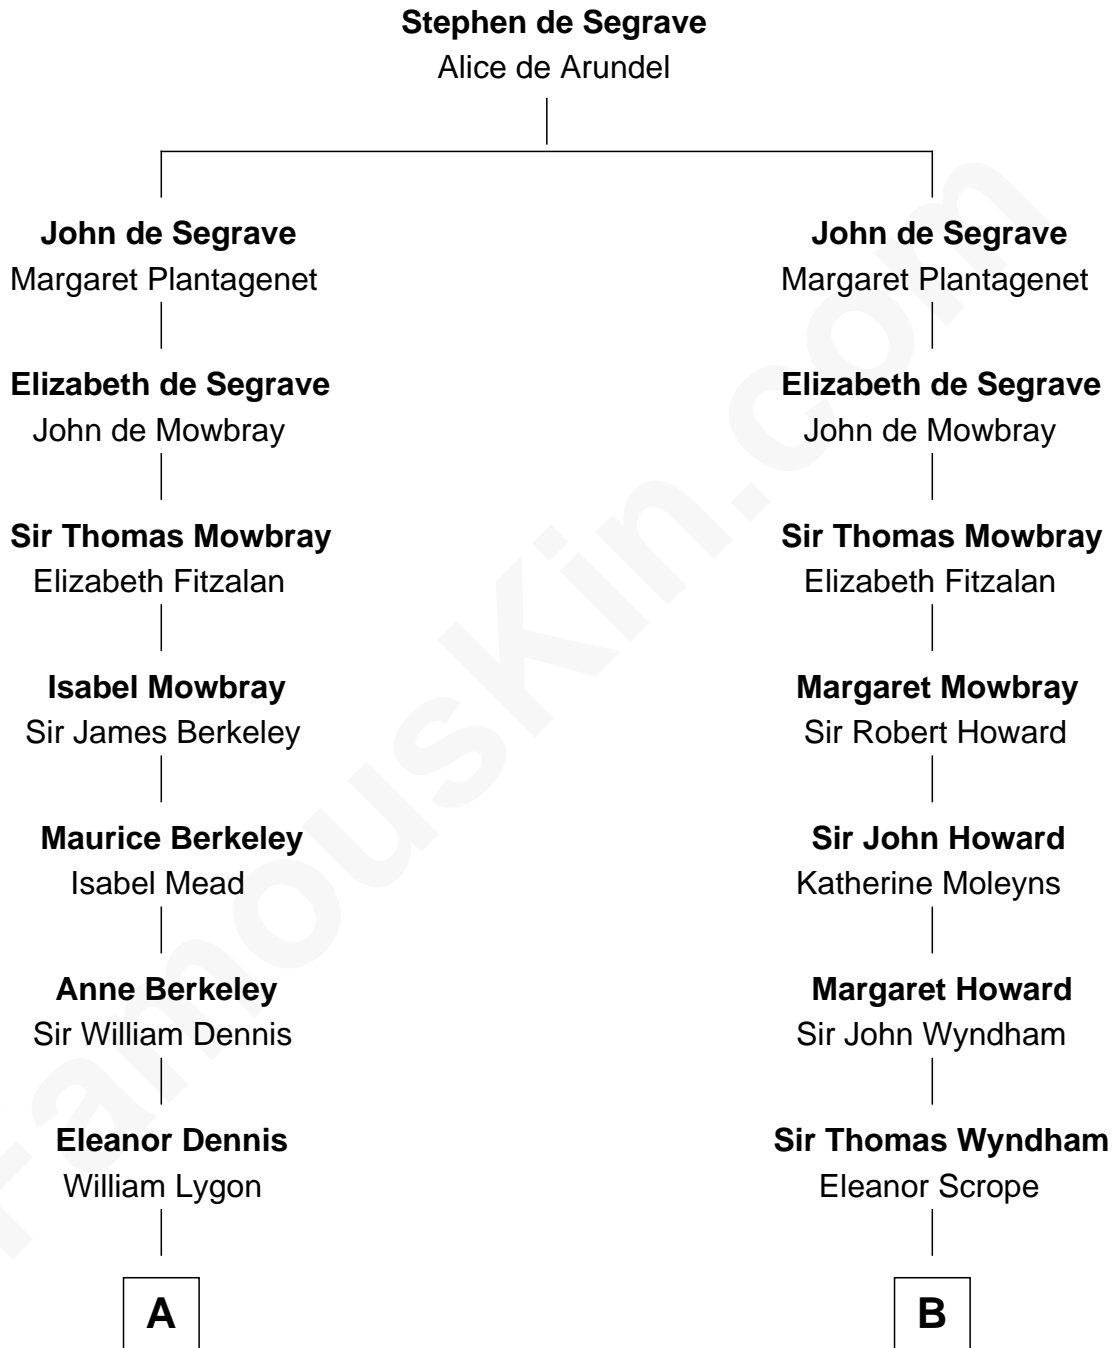 Stephen de Segrave
Alice de Arundel
John de Segrave
Margaret Plantagenet
Elizabeth de Segrave
John de Mowbray
Sir Thomas Mowbray
Elizabeth Fitzalan
Isabel Mowbray
Sir James Berkeley
Maurice Berkeley
Isabel Mead
Anne Berkeley
Sir William Dennis
Eleanor Dennis
William Lygon
A
John de Segrave
Margaret Plantagenet
Elizabeth de Segrave
John de Mowbray
Sir Thomas Mowbray
Elizabeth Fitzalan
Margaret Mowbray
Sir Robert Howard
Sir John Howard
Katherine Moleyns
Margaret Howard
Sir John Wyndham
Sir Thomas Wyndham
Eleanor Scrope
B
FamousKin.com